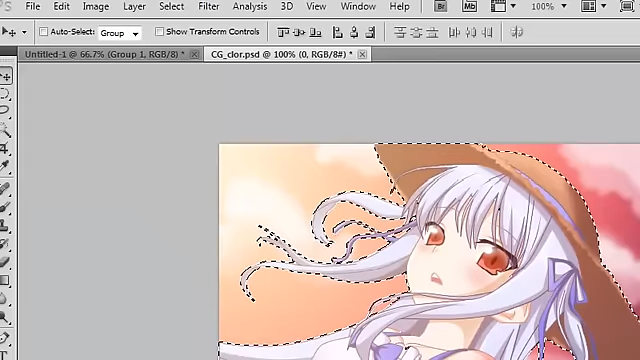 PS File Edit Image Layer Select Filter Analysis 3D View Window Help Br Mb 100%
Auto-Select: Group Show Transform Controls
Untitled-1 @ 66.7% (Group 1, RGB/8) * CG_clor.psd @ 100% (0, RGB/8#) *